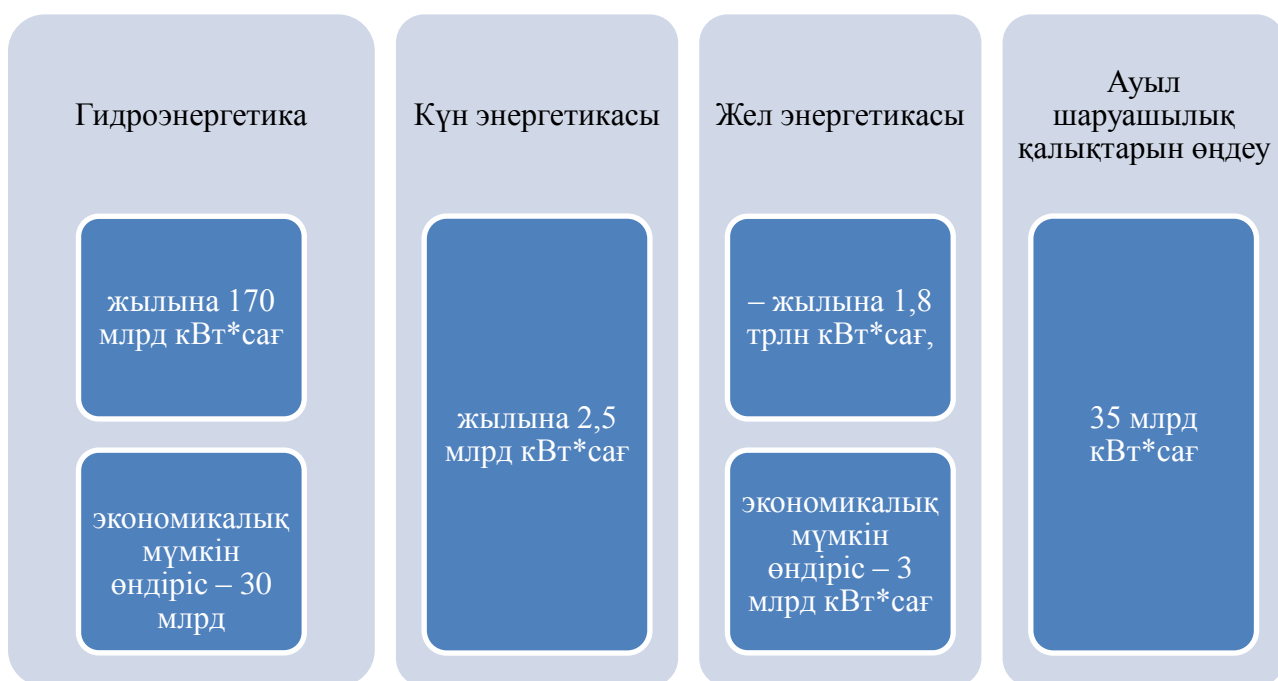 Гидроэнергетика
жылына 170
млрд кВт*сағ
экономикалық
мүмкін
өндіріс – 30
млрд
Күн энергетикасы
жылына 2,5
млрд кВт*сағ
Жел энергетикасы
– жылына 1,8
трлн кВт*сағ,
экономикалық
мүмкін
өндіріс – 3
млрд кВт*сағ
Ауыл
шаруашылық
қалықтарын өңдеу
35 млрд
кВт*сағ